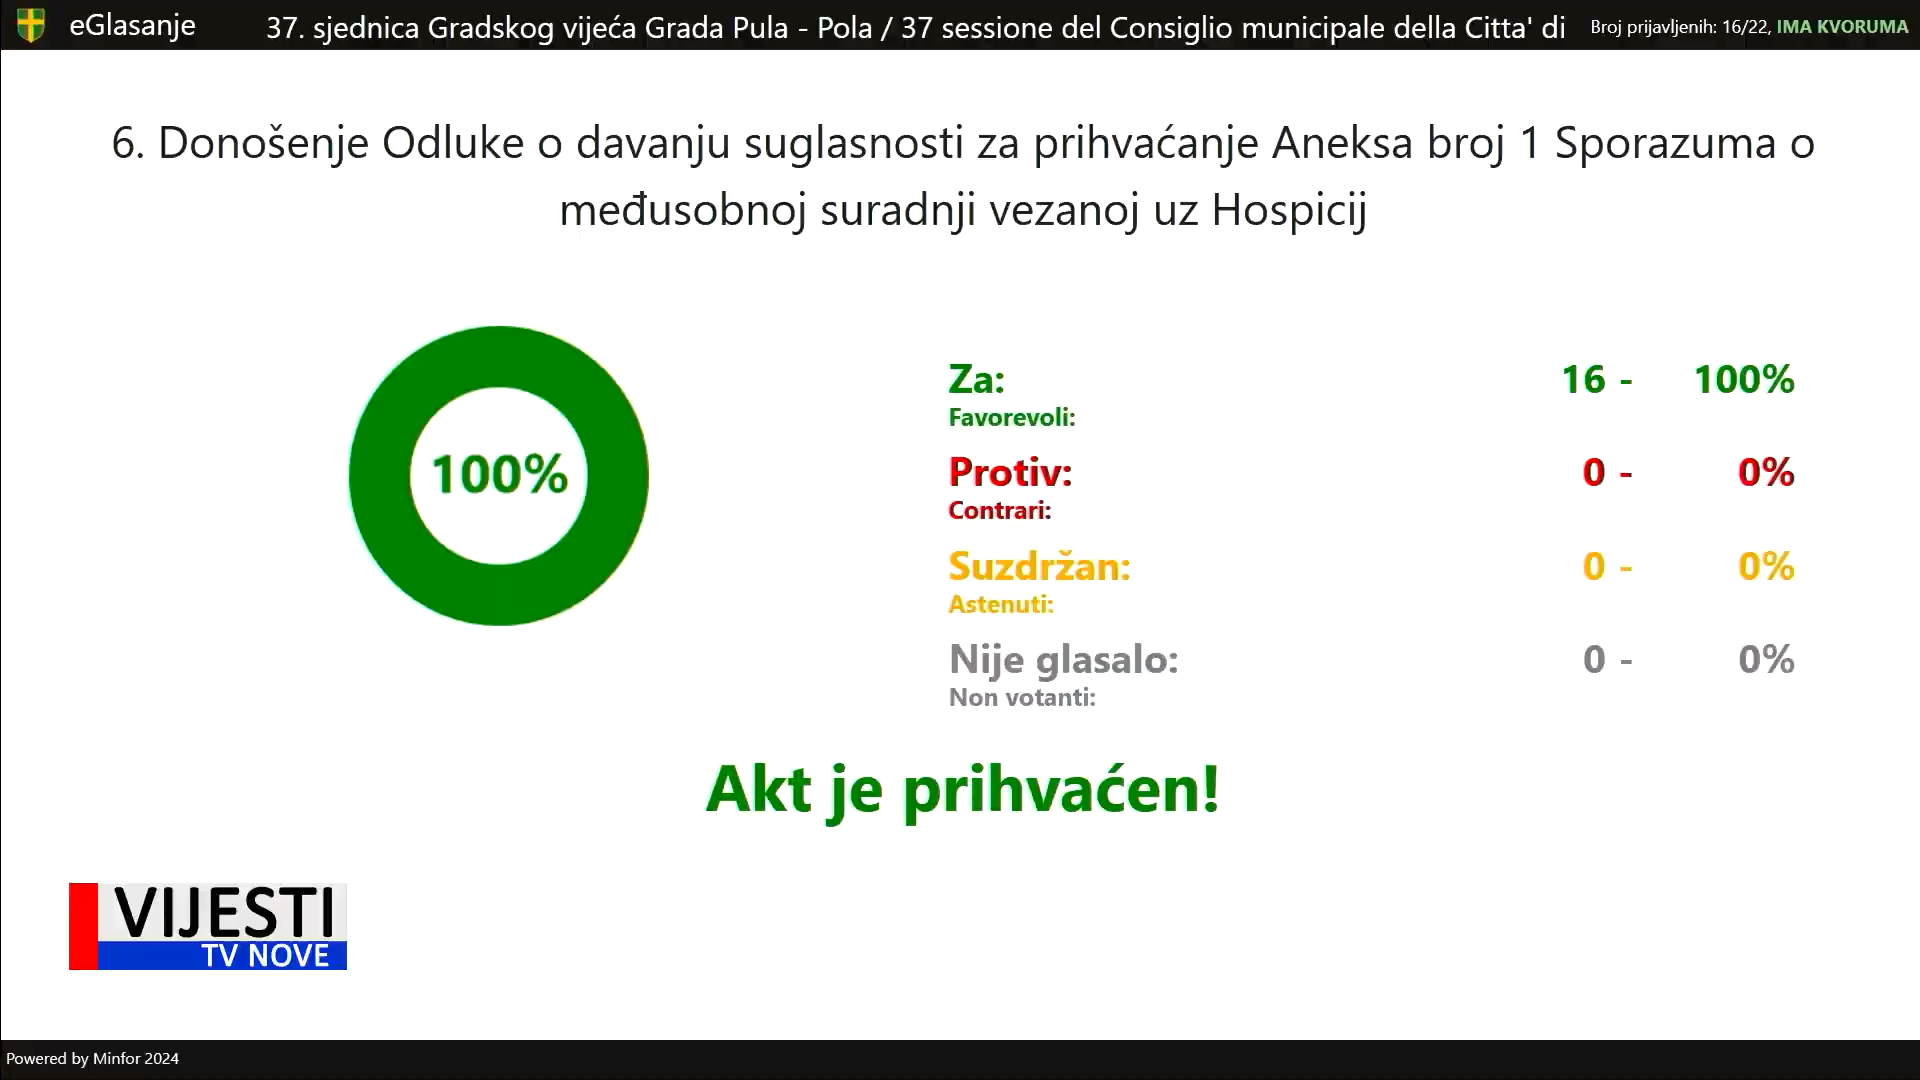 eGlasanje
37. sjednica Gradskog vijeća Grada Pula - Pola / 37 sessione del Consiglio municipale della Citta' di
Broj prijavljenih: 16/22, IMA KVORUMA
6. Donošenje Odluke o davanju suglasnosti za prihvaćanje Aneksa broj 1 Sporazuma o
međusobnoj suradnji vezanoj uz Hospicij
100%
Za: 16 - 100%
Favorevoli:
Protiv: 0 - 0%
Contrari:
Suzdržan: 0 - 0%
Astenuti:
Nije glasalo: 0 - 0%
Non votanti:
Akt je prihvaćen!
VIJESTI
TV NOVE
Powered by Minfor 2024